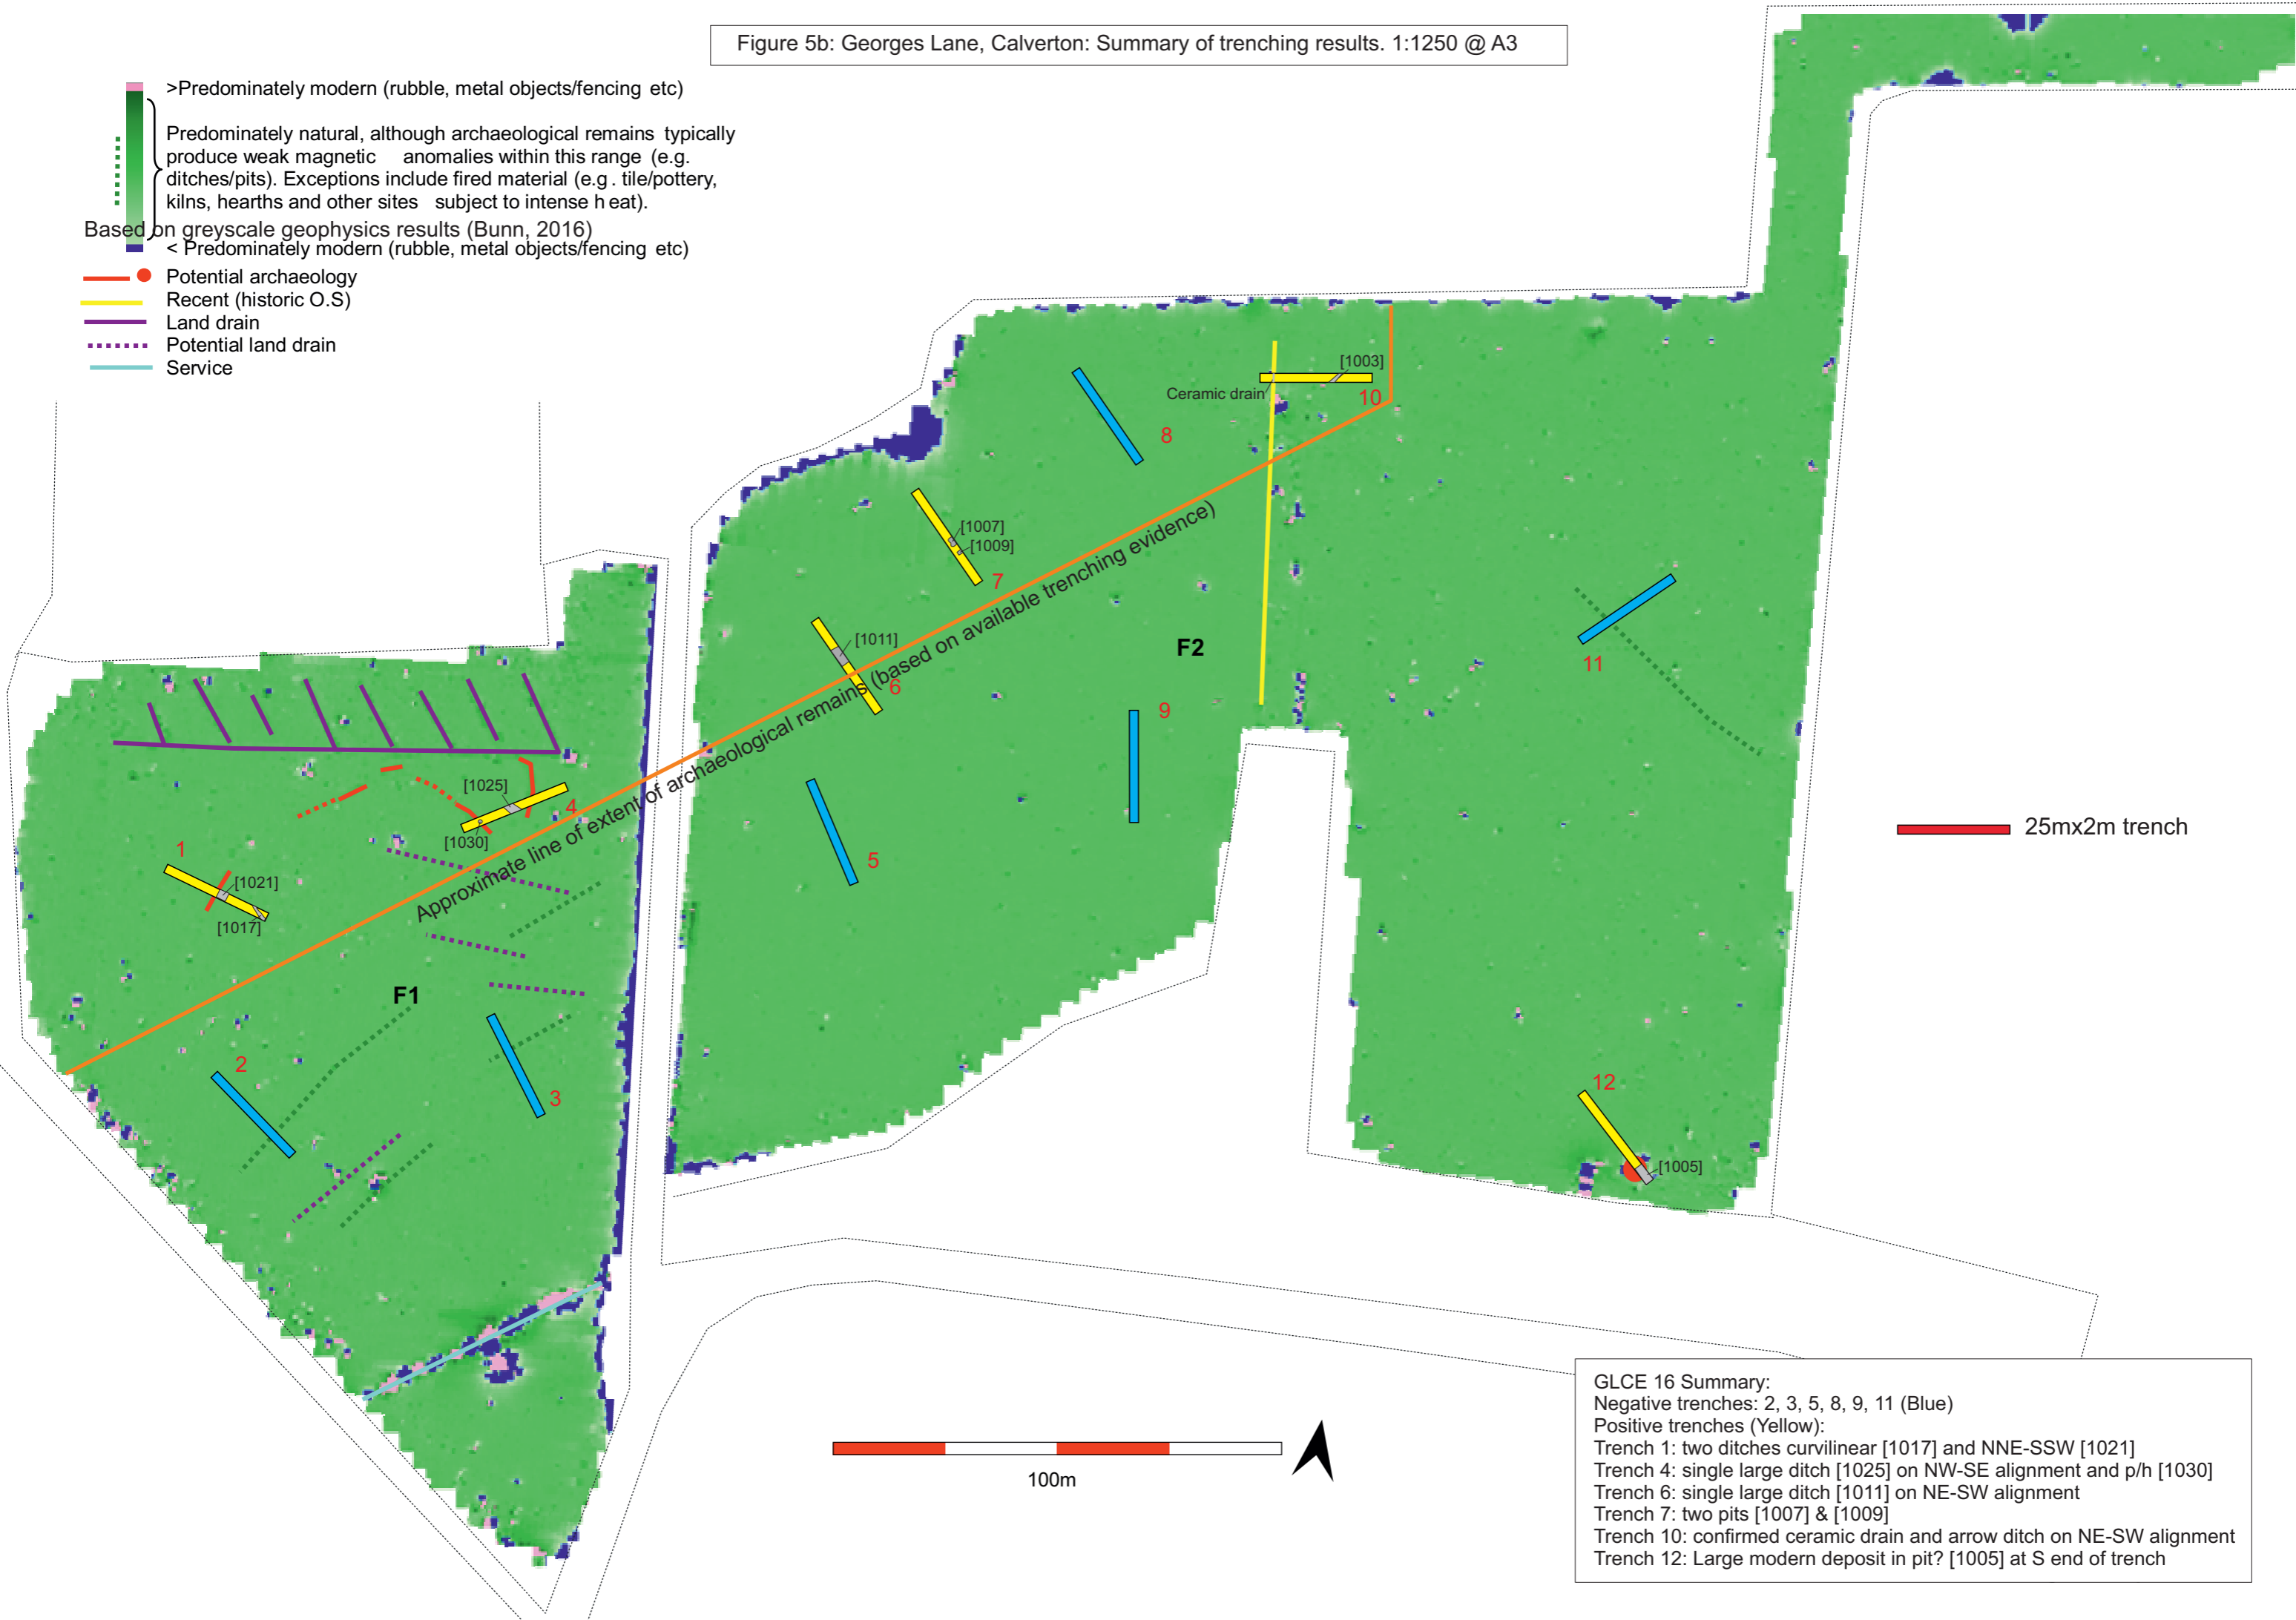 Figure 5b: Georges Lane, Calverton: Summary of trenching results. 1:1250 @ A3
>Predominately modern (rubble, metal objects/fencing etc)
Predominately natural, although archaeological remains typically
produce weak magnetic anomalies within this range (e.g.
ditches/pits). Exceptions include fired material (e.g. tile/pottery,
kilns, hearths and other sites subject to intense h eat).
Based on greyscale geophysics results (Bunn, 2016)
< Predominately modern (rubble, metal objects/fencing etc)
Potential archaeology
Recent (historic O.S)
Land drain
Potential land drain
Service
[1003]
Ceramic drain
10
8
[1007]
[1009]
7
[1011]
6
F2
9
11
5
[1025]
4
[1030]
1
[1021]
[1017]
Approximate line of extent of archaeological remains (based on available trenching evidence)
F1
2
3
12
[1005]
25mx2m trench
100m
GLCE 16 Summary:
Negative trenches: 2, 3, 5, 8, 9, 11 (Blue)
Positive trenches (Yellow):
Trench 1: two ditches curvilinear [1017] and NNE-SSW [1021]
Trench 4: single large ditch [1025] on NW-SE alignment and p/h [1030]
Trench 6: single large ditch [1011] on NE-SW alignment
Trench 7: two pits [1007] & [1009]
Trench 10: confirmed ceramic drain and arrow ditch on NE-SW alignment
Trench 12: Large modern deposit in pit? [1005] at S end of trench